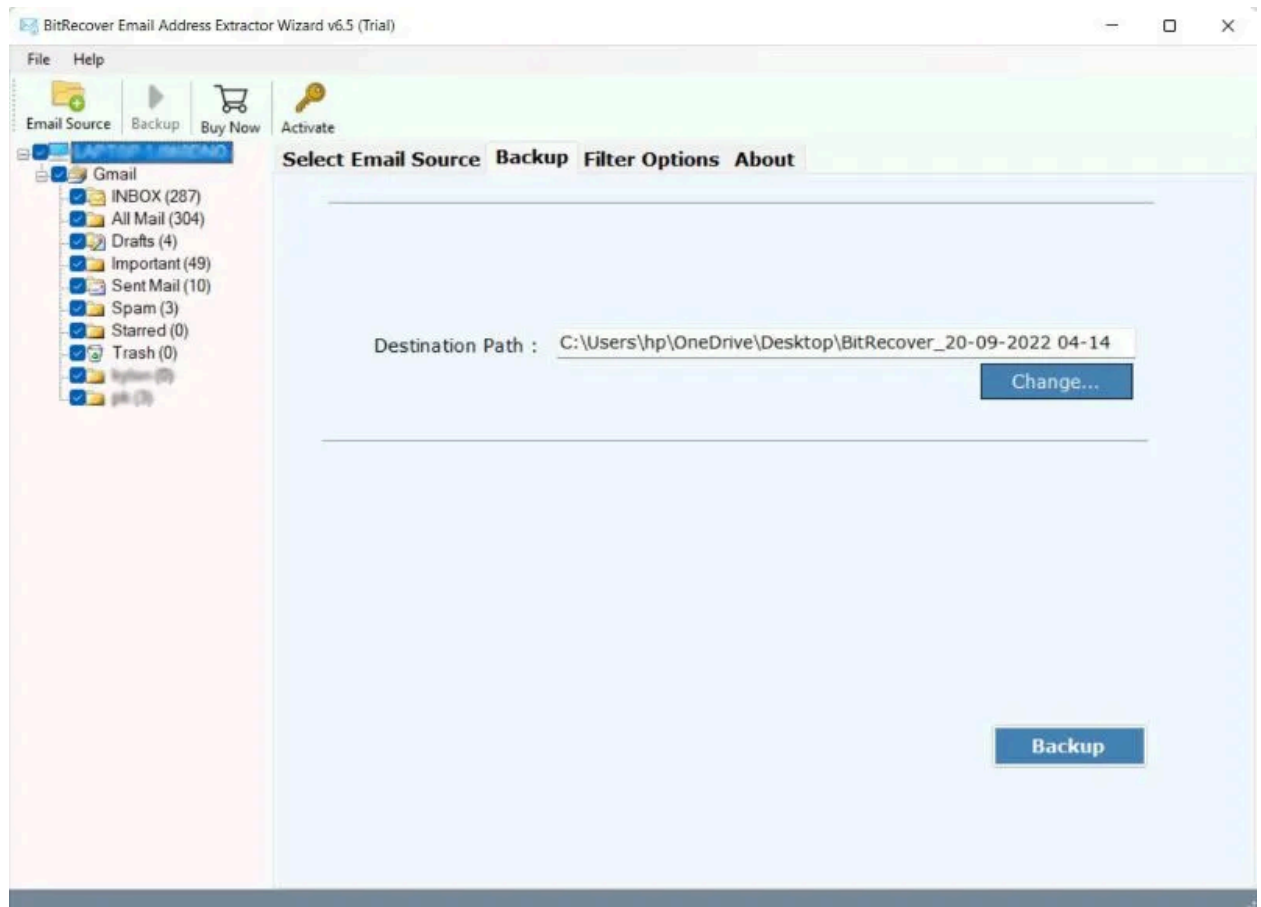 BitRecover Email Address Extractor Wizard v6.5 (Trial)
File Help
Email Source Backup Buy Now Activate
Select Email Source Backup Filter Options About
Gmail
INBOX (287)
All Mail (304)
Drafts (4)
Important (49)
Sent Mail (10)
Spam (3)
Starred (0)
Trash (0)
(0)
(3)
Destination Path : C:\Users\hp\OneDrive\Desktop\BitRecover_20-09-2022 04-14
Change...
Backup